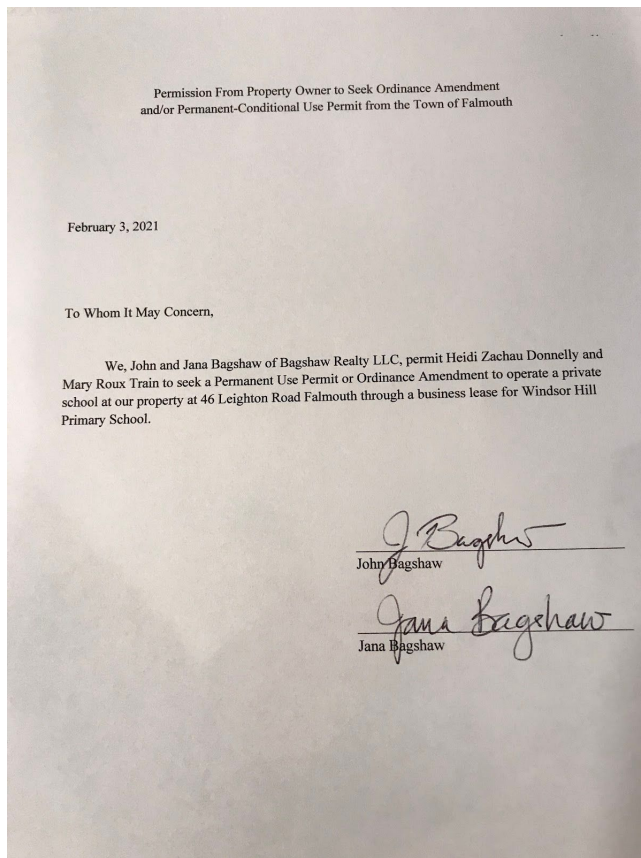 Permission From Property Owner to Seek Ordinance Amendment
and/or Permanent-Conditional Use Permit from the Town of Falmouth
February 3, 2021
To Whom It May Concern,
We, John and Jana Bagshaw of Bagshaw Realty LLC, permit Heidi Zachau Donnelly and
Mary Roux Train to seek a Permanent Use Permit or Ordinance Amendment to operate a private
school at our property at 46 Leighton Road Falmouth through a business lease for Windsor Hill
Primary School.
J Bagshaw
John Bagshaw
Jana Bagshaw
Jana Bagshaw